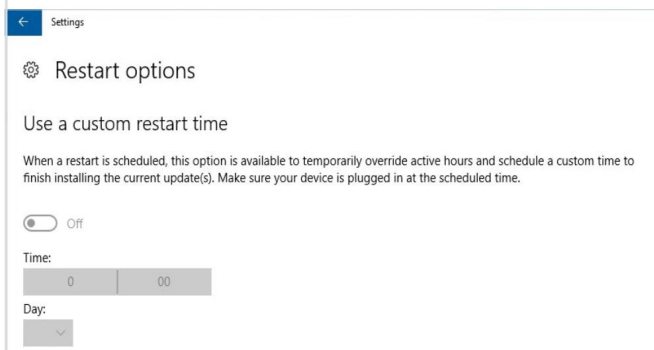 Settings
Restart options
Use a custom restart time
When a restart is scheduled, this option is available to temporarily override active hours and schedule a custom time to
finish installing the current update(s). Make sure your device is plugged in at the scheduled time.
Off
Time:
0 00
Day: